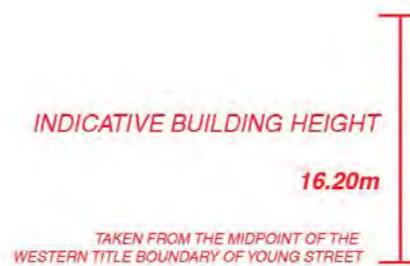 INDICATIVE BUILDING HEIGHT
16.20m
TAKEN FROM THE MIDPOINT OF THE
WESTERN TITLE BOUNDARY OF YOUNG STREET